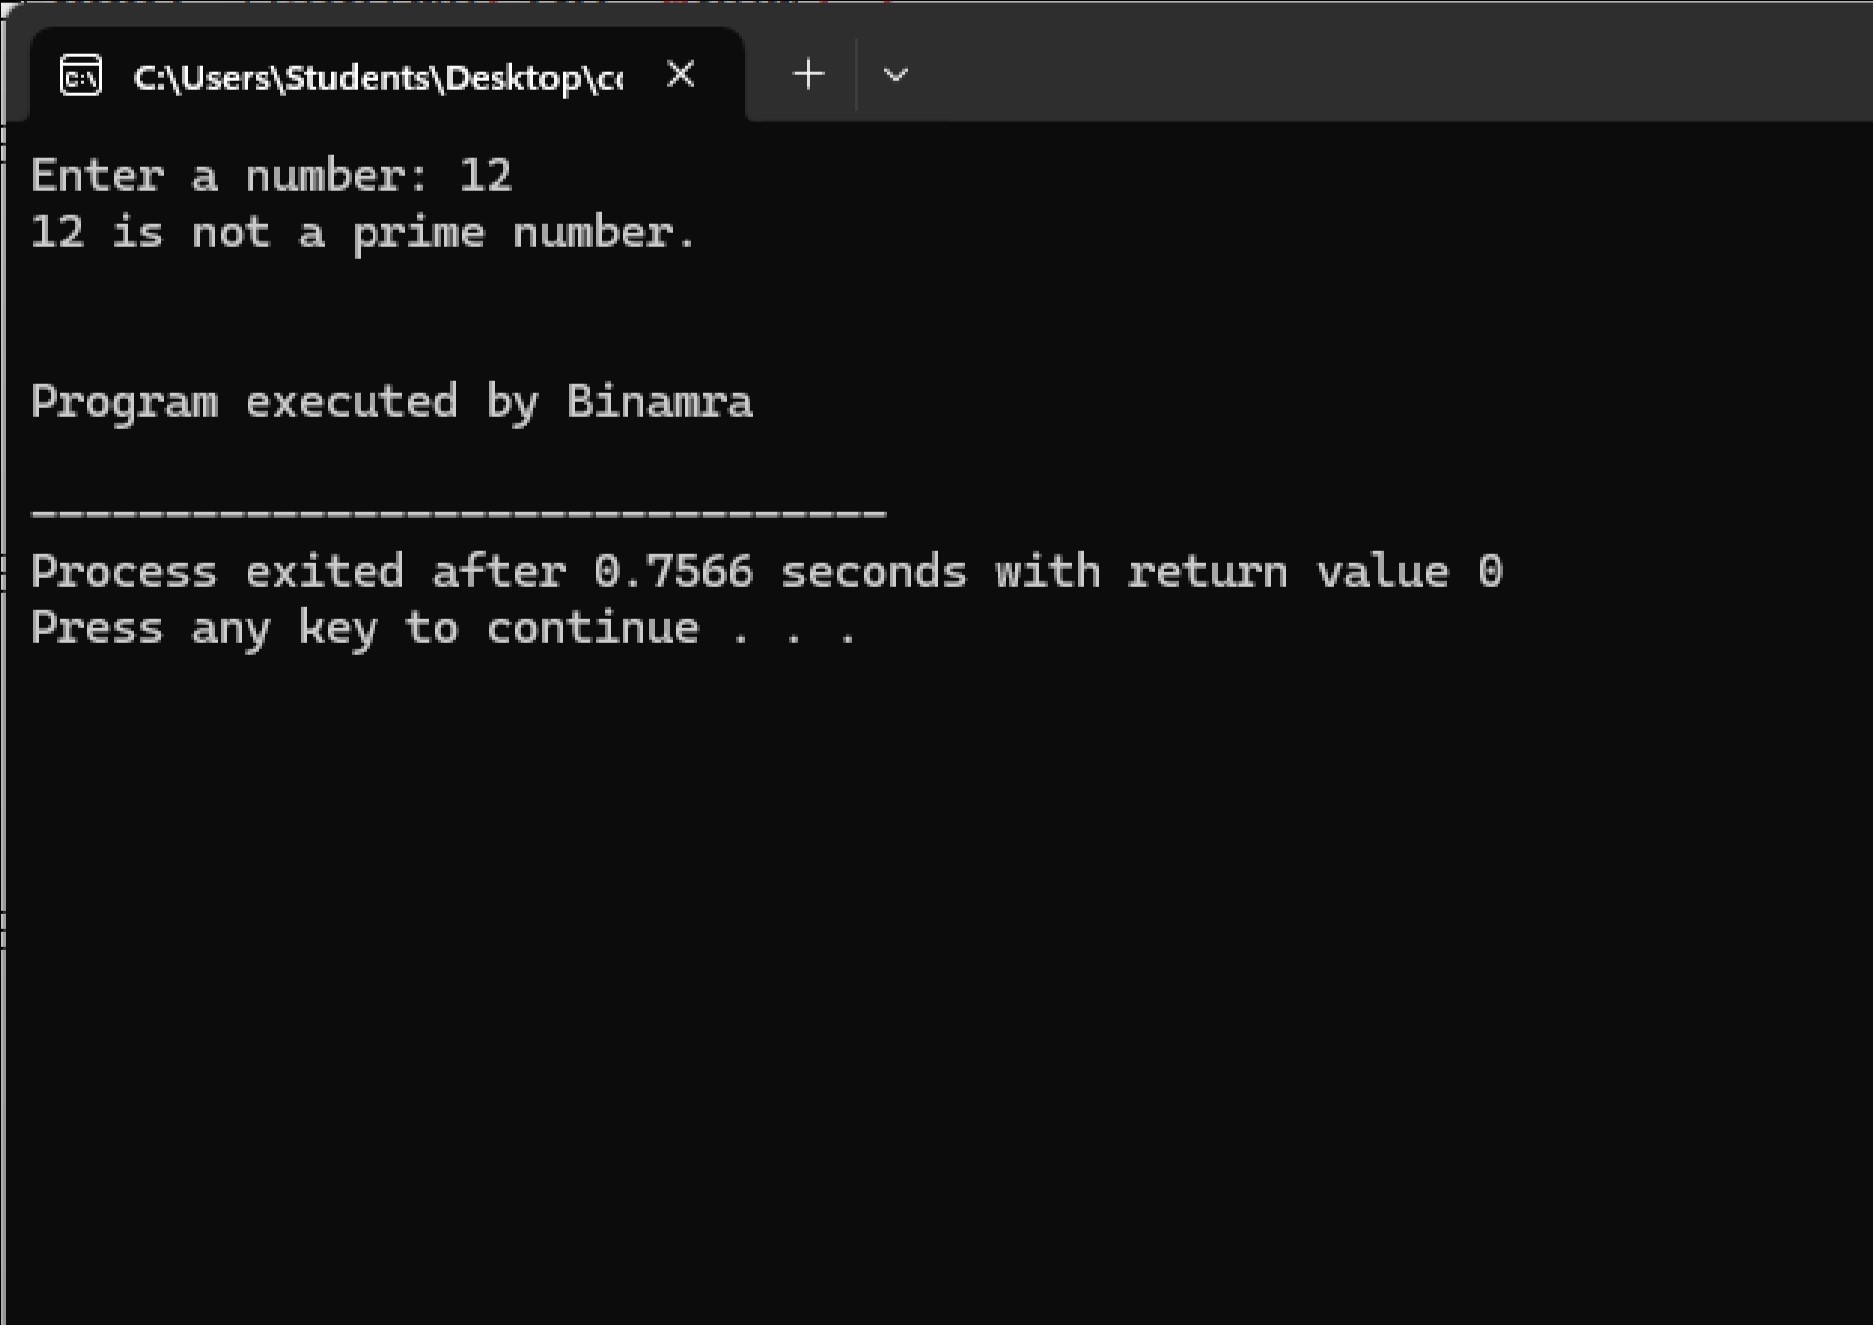 C:\Users\Students\Desktop\cc
Enter a number: 12
12 is not a prime number.
Program executed by Binamra
--------------------------------
Process exited after 0.7566 seconds with return value 0
Press any key to continue . . .